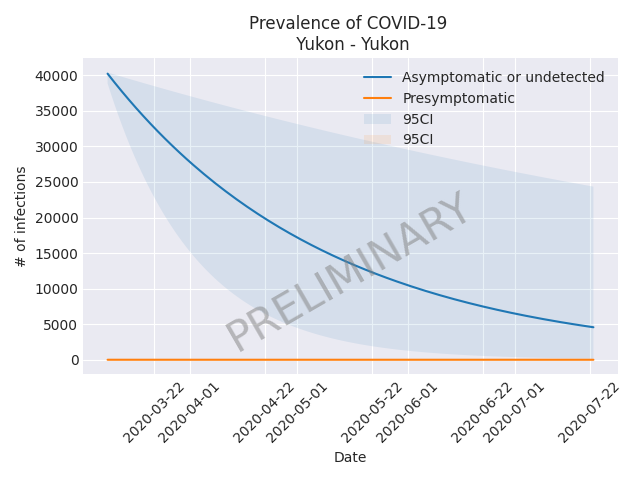 Prevalence of COVID-19
Yukon - Yukon
40000
35000
30000
25000
20000
15000
10000
5000
0
# of infections
Asymptomatic or undetected
Presymptomatic
95CI
95CI
PRELIMINARY
2020-03-22
2020-04-01
2020-04-22
2020-05-01
2020-05-22
2020-06-01
2020-06-22
2020-07-01
2020-07-22
Date